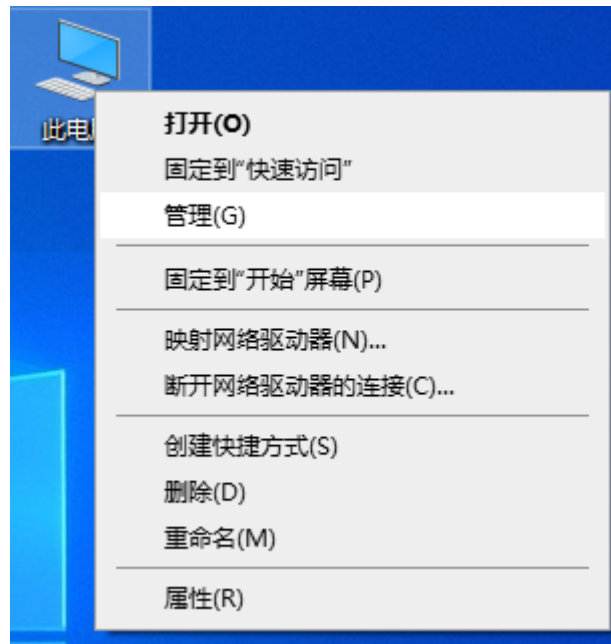 此电
打开(O)
固定到"快速访问"
管理(G)
固定到"开始"屏幕(P)
映射网络驱动器(N)...
断开网络驱动器的连接(C)...
创建快捷方式(S)
删除(D)
重命名(M)
属性(R)